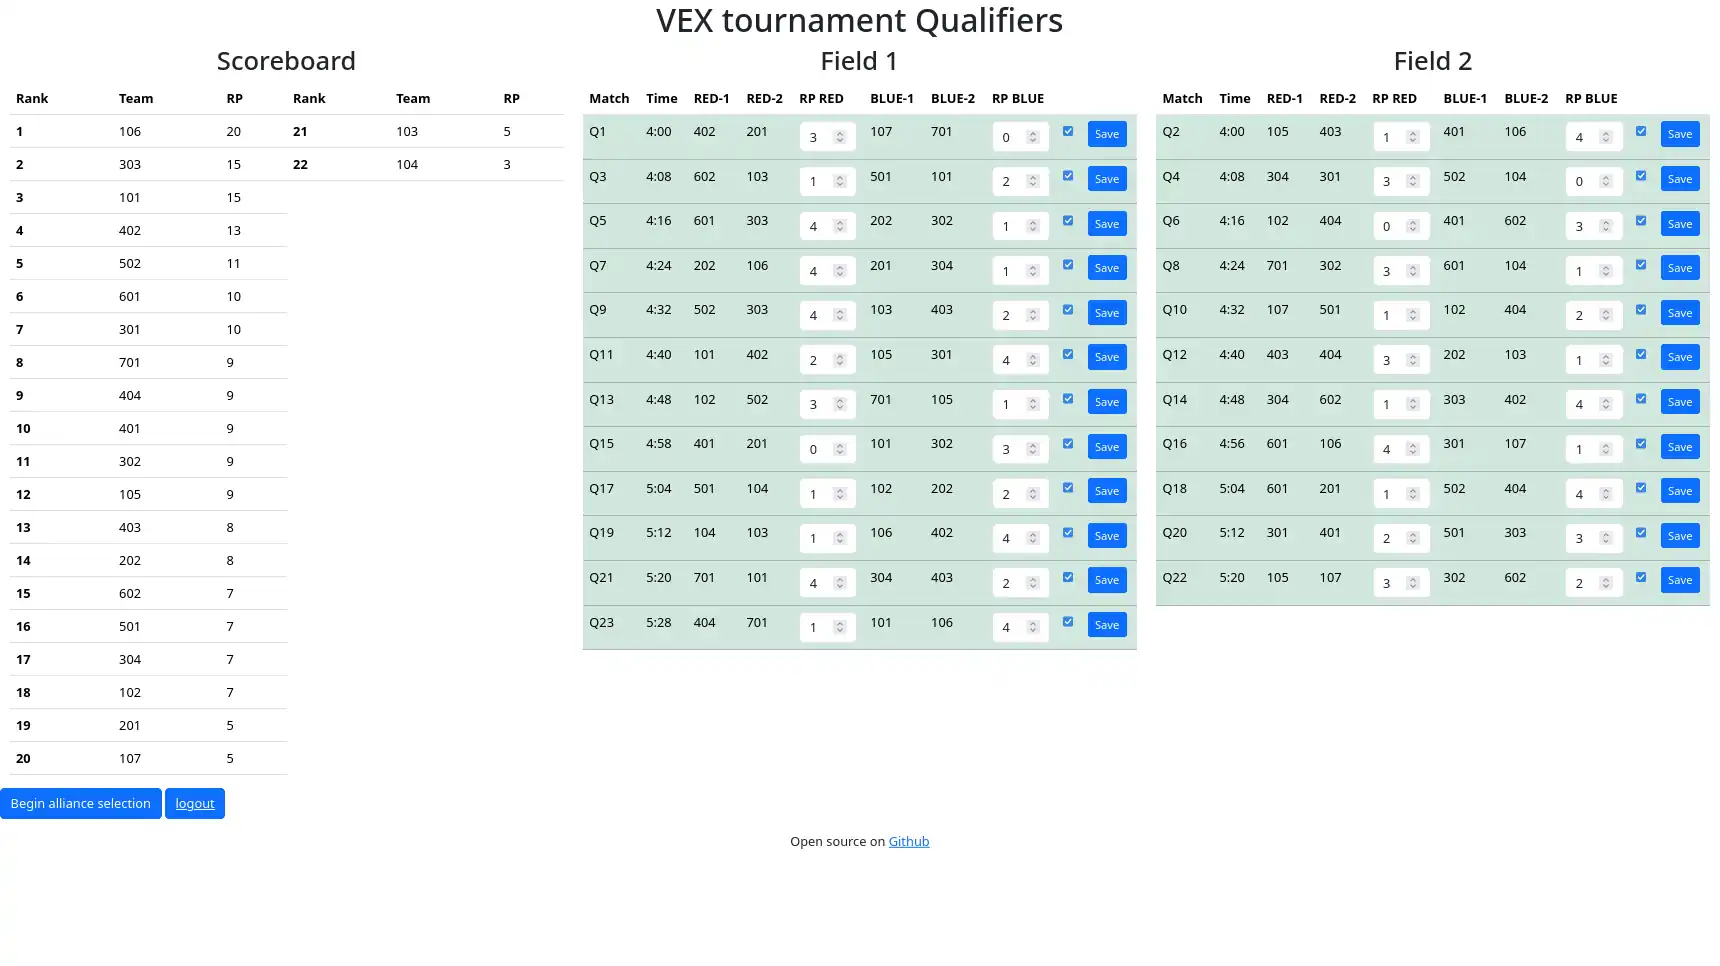 VEX tournament Qualifiers
Scoreboard
Rank Team RP Rank Team RP
1 106 20 21 103 5
2 303 15 22 104 3
3 101 15
4 402 13
5 502 11
6 601 10
7 301 10
8 701 9
9 404 9
10 401 9
11 302 9
12 105 9
13 403 8
14 202 8
15 602 7
16 501 7
17 304 7
18 102 7
19 201 5
20 107 5
Begin alliance selection logout
Field 1
Match Time RED-1 RED-2 RP RED BLUE-1 BLUE-2 RP BLUE
Q1 4:00 402 201 3 107 701 0 Save
Q3 4:08 602 103 1 501 101 2 Save
Q5 4:16 601 303 4 202 302 1 Save
Q7 4:24 202 106 4 201 304 1 Save
Q9 4:32 502 303 4 103 403 2 Save
Q11 4:40 101 402 2 105 301 4 Save
Q13 4:48 102 502 3 701 105 1 Save
Q15 4:58 401 201 0 101 302 3 Save
Q17 5:04 501 104 1 102 202 2 Save
Q19 5:12 104 103 1 106 402 4 Save
Q21 5:20 701 101 4 304 403 2 Save
Q23 5:28 404 701 1 101 106 4 Save
Field 2
Match Time RED-1 RED-2 RP RED BLUE-1 BLUE-2 RP BLUE
Q2 4:00 105 403 1 401 106 4 Save
Q4 4:08 304 301 3 502 104 0 Save
Q6 4:16 102 404 0 401 602 3 Save
Q8 4:24 701 302 3 601 104 1 Save
Q10 4:32 107 501 1 102 404 2 Save
Q12 4:40 403 404 3 202 103 1 Save
Q14 4:48 304 602 1 303 402 4 Save
Q16 4:56 601 106 4 301 107 1 Save
Q18 5:04 601 201 1 502 404 4 Save
Q20 5:12 301 401 2 501 303 3 Save
Q22 5:20 105 107 3 302 602 2 Save
Open source on Github